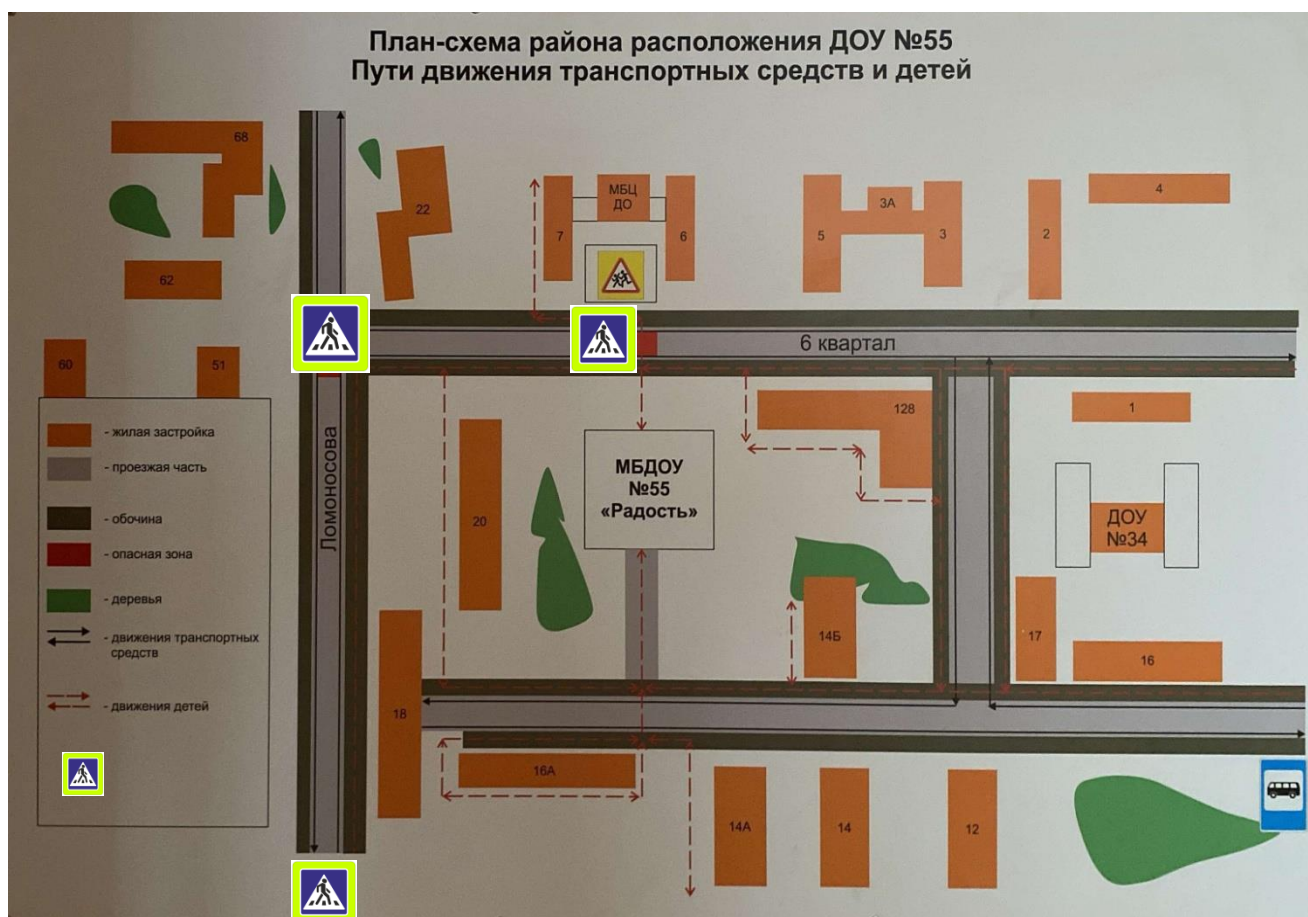 План-схема района расположения ДОУ №55
Пути движения транспортных средств и детей
68
22
62
7
МБЦ
ДО
6
5
3А
3
2
4
6 квартал
60
51
- жилая застройка
- проезжая часть
- обочина
- опасная зона
- деревья
- движения транспортных
средств
- движения детей
Ломоносова
20
МБДОУ
№55
«Радость»
128
1
ДОУ
№34
14Б
17
16
18
16А
14А
14
12